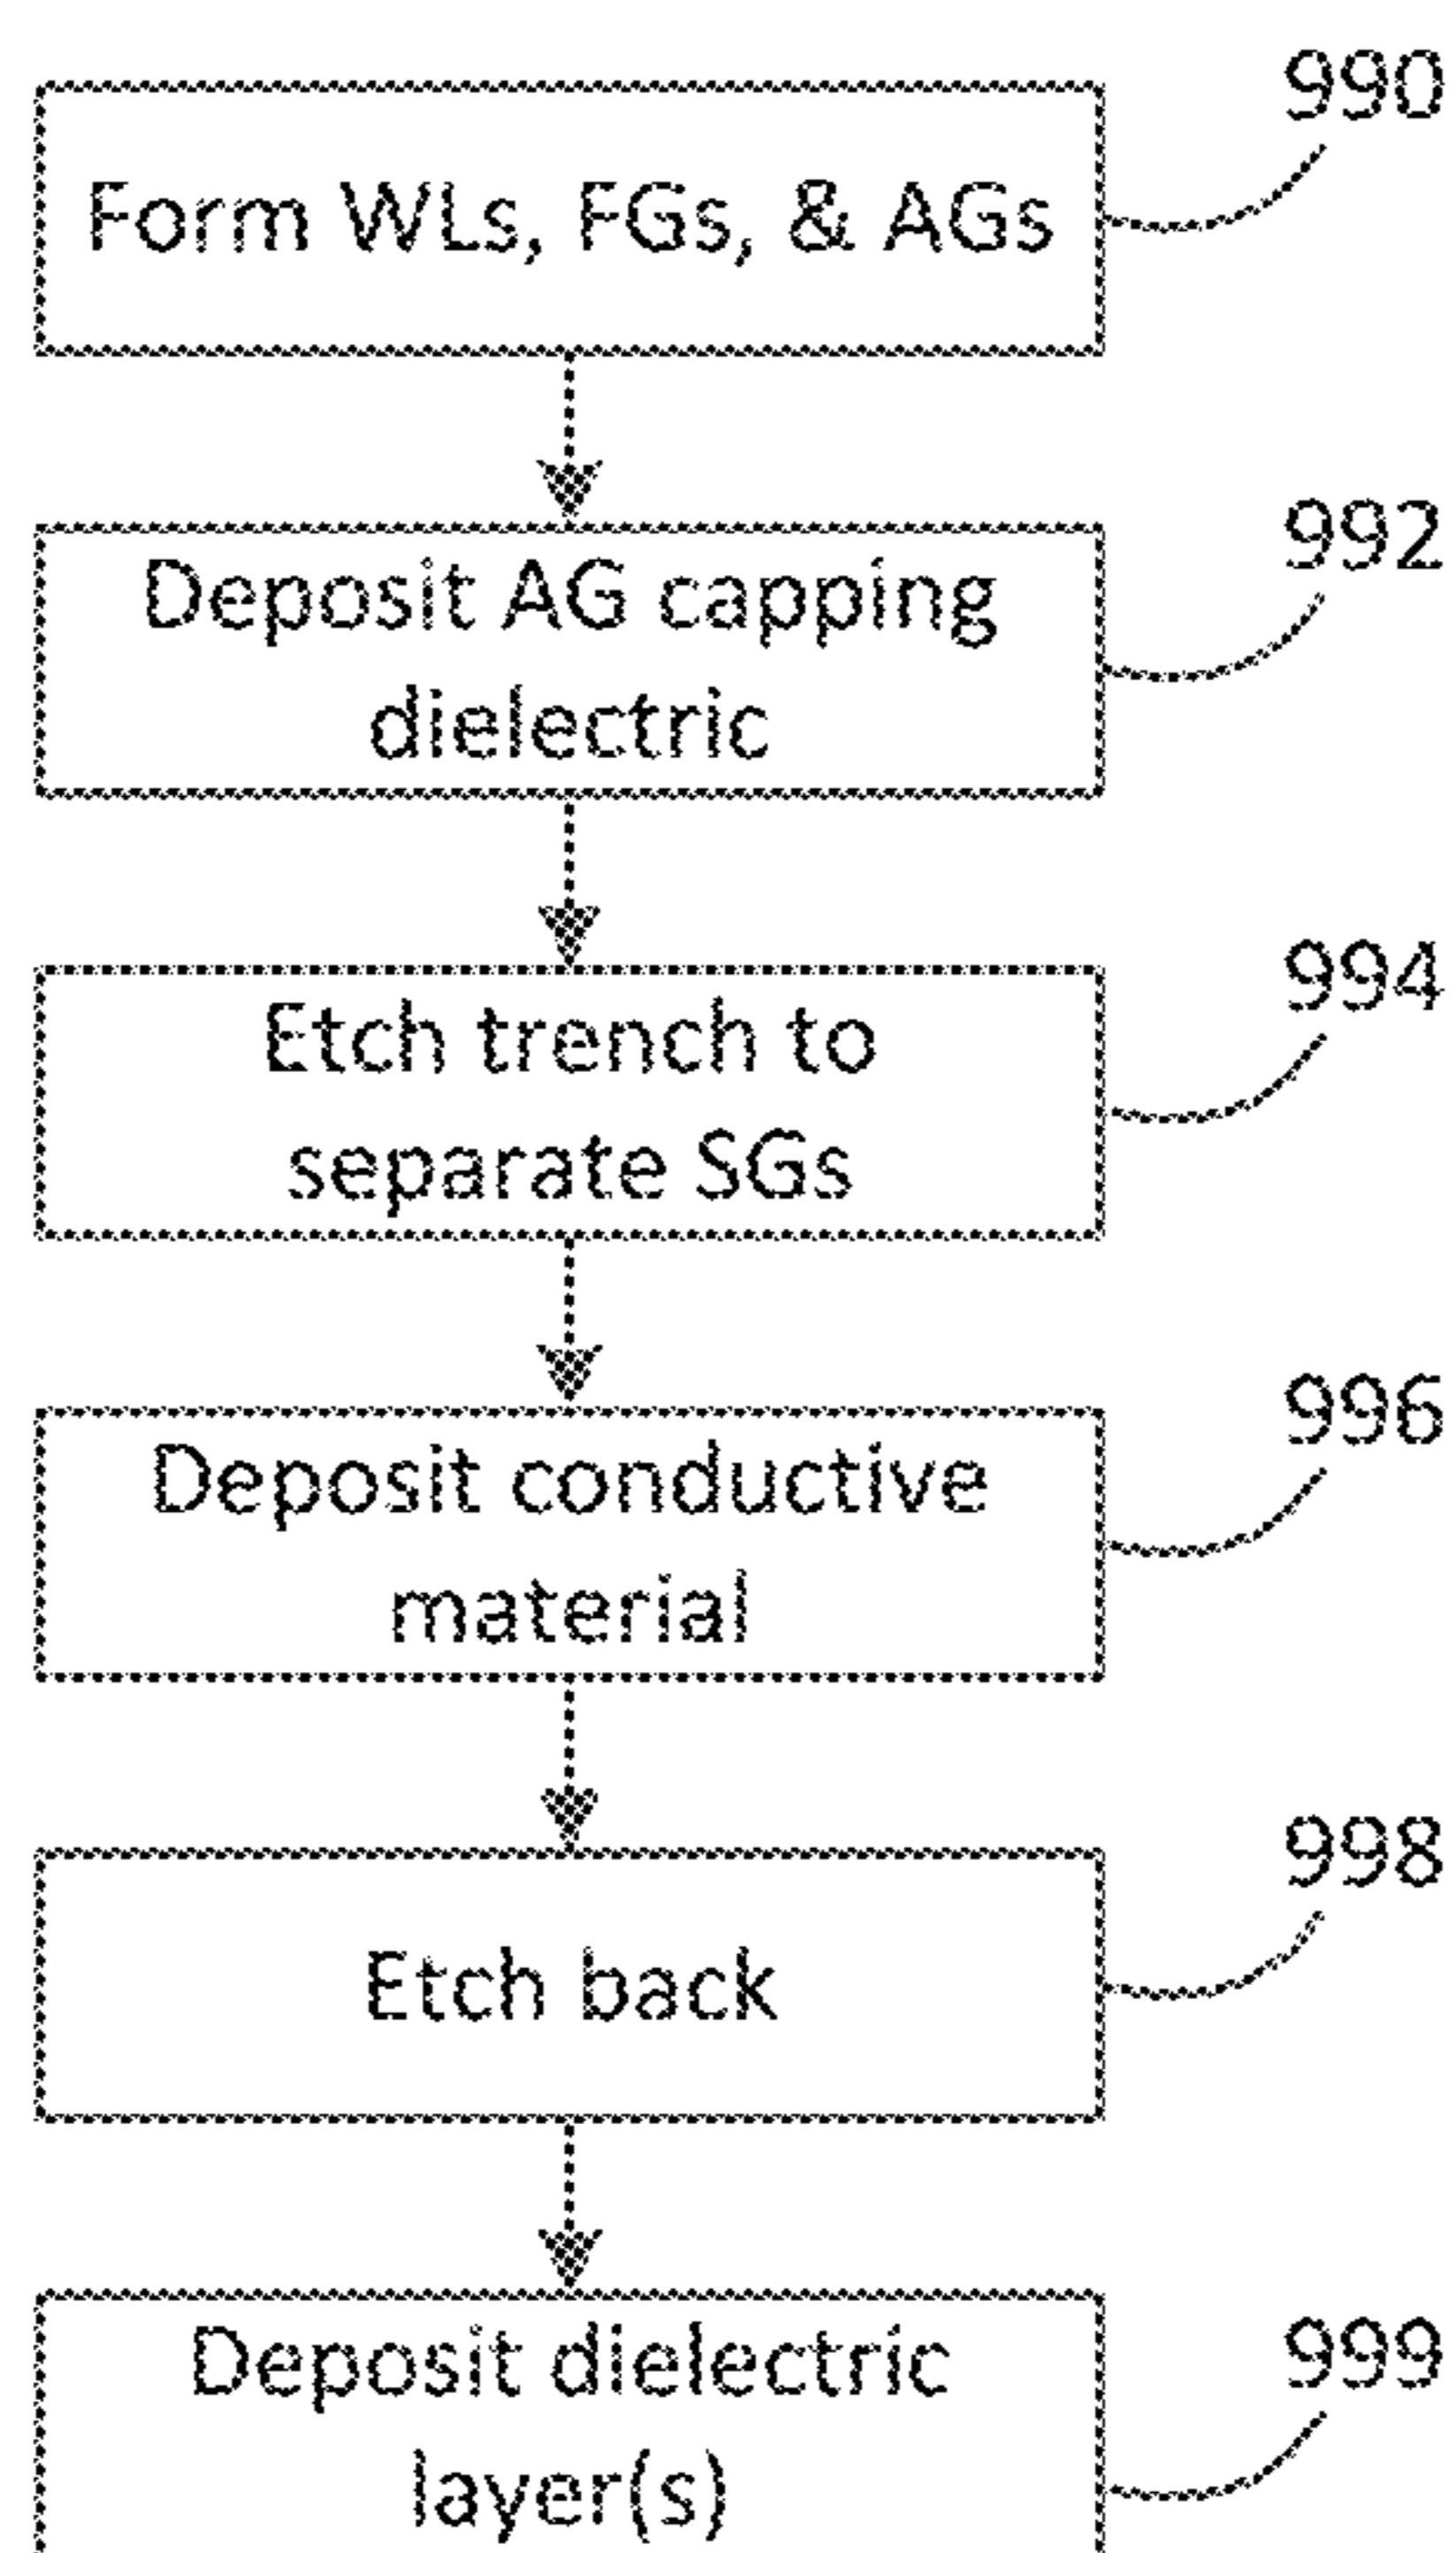 990
Form WLs, FGs, & AGs
992
Deposit AG capping
dielectric
994
Etch trench to
separate SGs
996
Deposit conductive
material
998
Etch back
999
Deposit dielectric
layer(s)